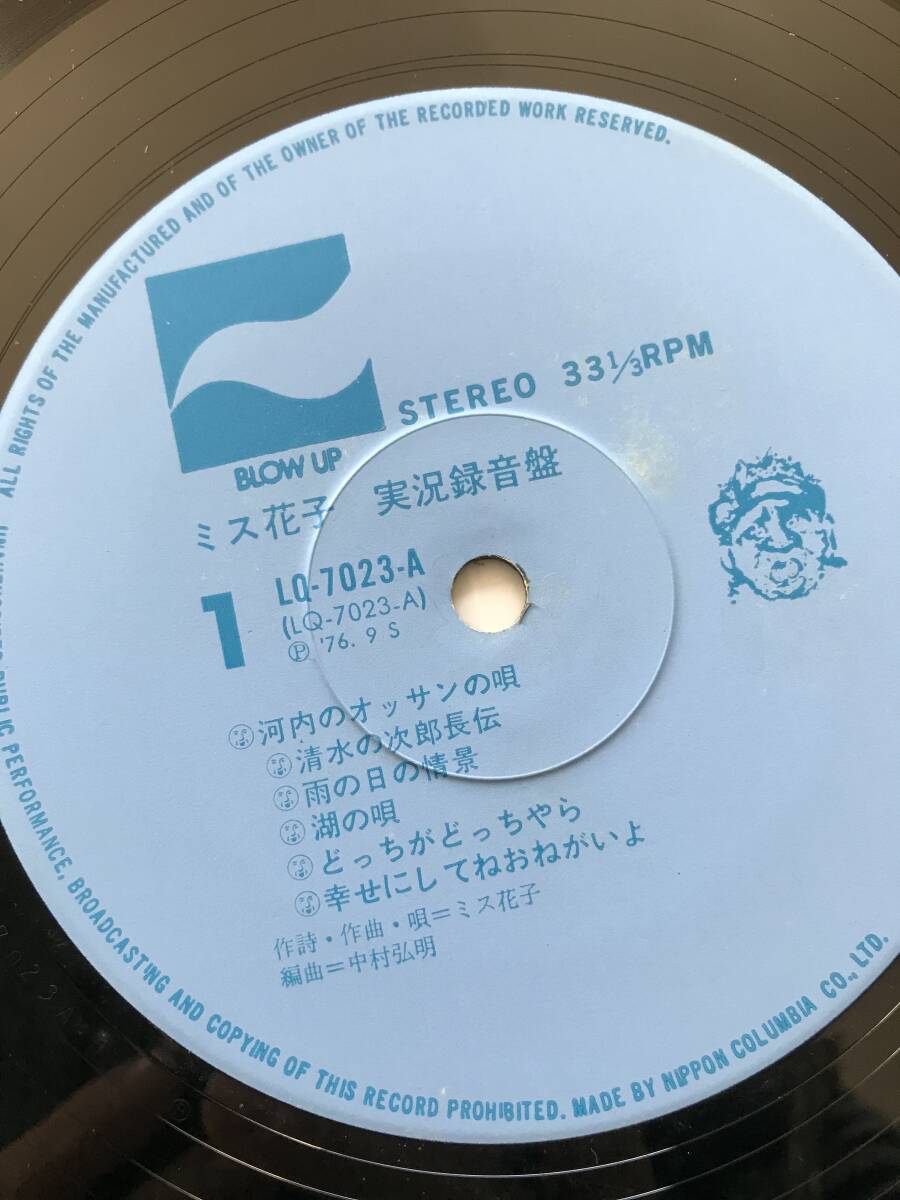 ALL RIGHTS OF THE MANUFACTURED AND OF THE OWNER OF THE RECORDED WORK RESERVED.
BLOW UP
STEREO 33 1/3 RPM
ミス花子 実況録音盤
1
LQ-7023-A
(LQ-7023-A)
Ⓟ '76. 9 S
河内のオッサンの唄
清水の次郎長伝
雨の日の情景
湖の唄
どっちがどっちやら
幸せにしてねおねがいよ
作詩・作曲・唄=ミス花子
編曲=中村弘明
PUBLIC PERFORMANCE, BROADCASTING AND COPYING OF THIS RECORD PROHIBITED. MADE BY NIPPON COLUMBIA CO., LTD.